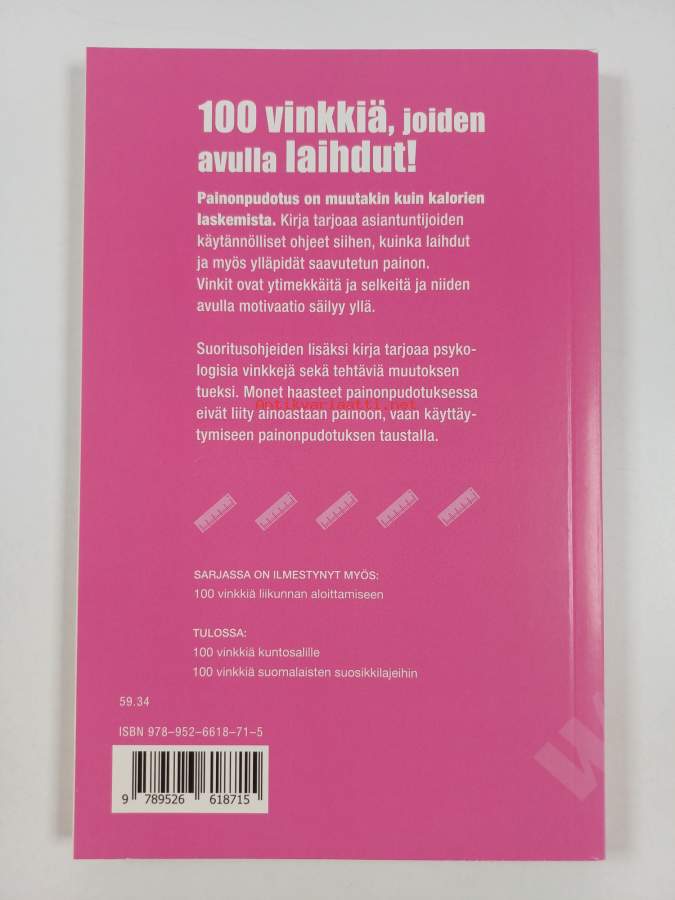 100 vinkkiä, joiden
avulla laihdut!
Painonpudotus on muutakin kuin kalorien
laskemista. Kirja tarjoaa asiantuntijoiden
käytännölliset ohjeet siihen, kuinka laihdut
ja myös ylläpidät saavutetun painon.
Vinkit ovat ytimekkäitä ja selkeitä ja niiden
avulla motivaatio säilyy yllä.
Suoritusohjeiden lisäksi kirja tarjoaa psyko-
logisia vinkkejä sekä tehtäviä muutoksen
tueksi. Monet haasteet painonpudotuksessa
antikvariaatti.net
eivät liity ainoastaan painoon, vaan käyttäy-
tymiseen painonpudotuksen taustalla.
SARJASSA ON ILMESTYNYT MYÖS:
100 vinkkiä liikunnan aloittamiseen
TULOSSA:
100 vinkkiä kuntosalille
100 vinkkiä suomalaisten suosikkilajeihin
59.34
ISBN 978–952–6618–71–5
9 789526 618715